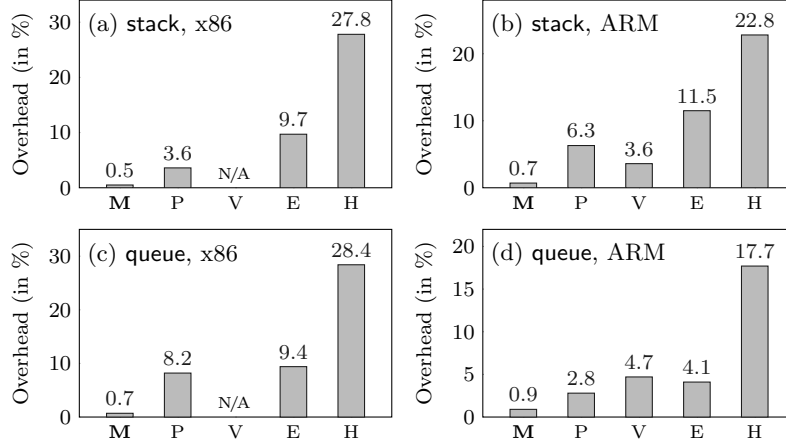 Overhead (in %)
30
20
10
0
(a) stack, x86
0.5
3.6
N/A
9.7
27.8
M P V E H
Overhead (in %)
20
10
0
(b) stack, ARM
0.7
6.3
3.6
11.5
22.8
M P V E H
Overhead (in %)
30
20
10
0
(c) queue, x86
0.7
8.2
N/A
9.4
28.4
M P V E H
Overhead (in %)
20
15
10
5
0
(d) queue, ARM
0.9
2.8
4.7
4.1
17.7
M P V E H